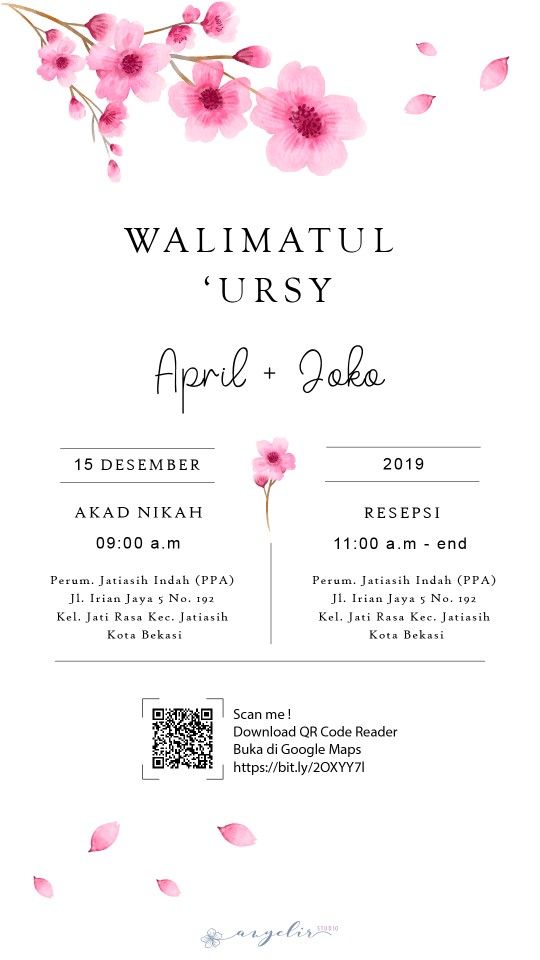 WALIMATUL
‘URSY
April + Joko
15 DESEMBER
2019
AKAD NIKAH
09:00 a.m
Perum. Jatiasih Indah (PPA)
Jl. Irian Jaya 5 No. 192
Kel. Jati Rasa Kec. Jatiasih
Kota Bekasi
RESEPSI
11:00 a.m - end
Perum. Jatiasih Indah (PPA)
Jl. Irian Jaya 5 No. 192
Kel. Jati Rasa Kec. Jatiasih
Kota Bekasi
Scan me !
Download QR Code Reader
Buka di Google Maps
https://bit.ly/2OXYY7l
angelir STUDIO